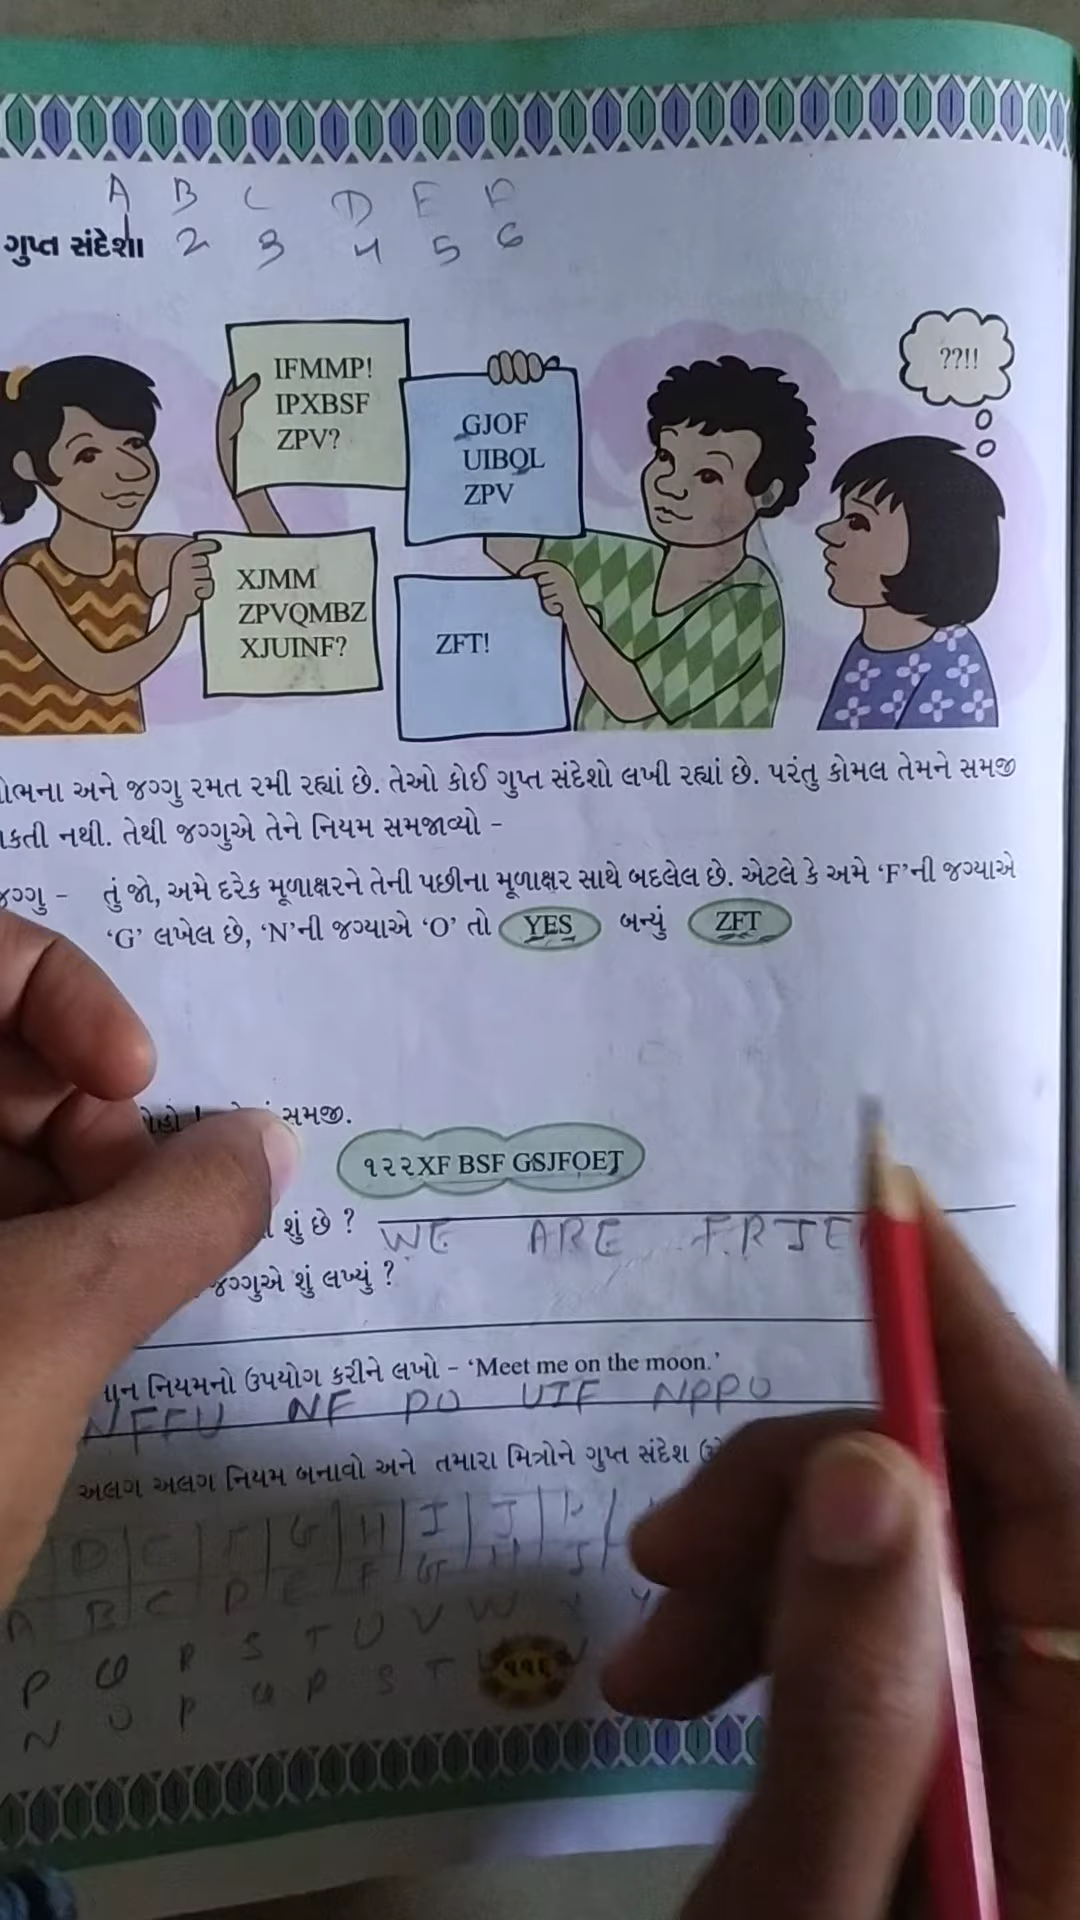 A B C D E F
ગુપ્ત સંદેશા 2 3 4 5 6
??!!
IFMMP!
IPXBSF
ZPV?
GJOF
UIBOL
ZPV
XJMM
ZPVQMBZ
XJUINF?
ZFT!
અને જગ્ગુ રમત રમી રહ્યાં છે. તેઓ કોઈ ગુપ્ત સંદેશો લખી રહ્યાં છે. પરંતુ કોમલ તેમને સમજી
નથી. તેથી જગ્ગુએ તેને નિયમ સમજાવ્યો –
જગ્ગુ – તું જો, અમે દરેક મૂળાક્ષરને તેની પછીના મૂળાક્ષર સાથે બદલેલ છે. એટલે કે અમે ‘F’ની જગ્યાએ
‘G’ લખેલ છે, ‘N’ની જગ્યાએ ‘O’ તો YES બન્યું ZFT
સમજી.
૧૨૨XF BSF GSJFOET
શું છે ? WE ARE
જગ્ગુએ શું લખ્યું ?
નિયમનો ઉપયોગ કરીને લખો – ‘Meet me on the moon.’
NFFU NF PO UIF NPPO
અલગ અલગ નિયમ બનાવો અને તમારા મિત્રોને ગુપ્ત સંદેશ
G H I J
A B C D E F G H
P Q R S T U V W
૧૧૬